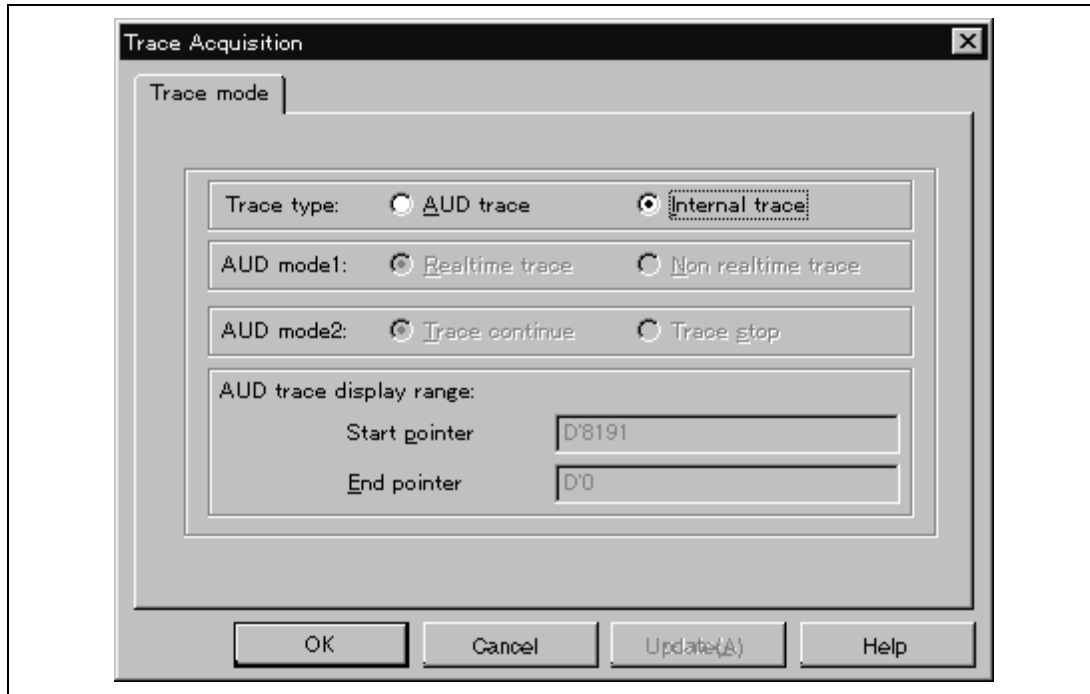 Trace Acquisition
Trace mode
Trace type: AUD trace Internal trace
AUD mode1: Realtime trace Non realtime trace
AUD mode2: Trace continue Trace stop
AUD trace display range:
Start pointer D'8191
End pointer D'0
OK Cancel Update(A) Help